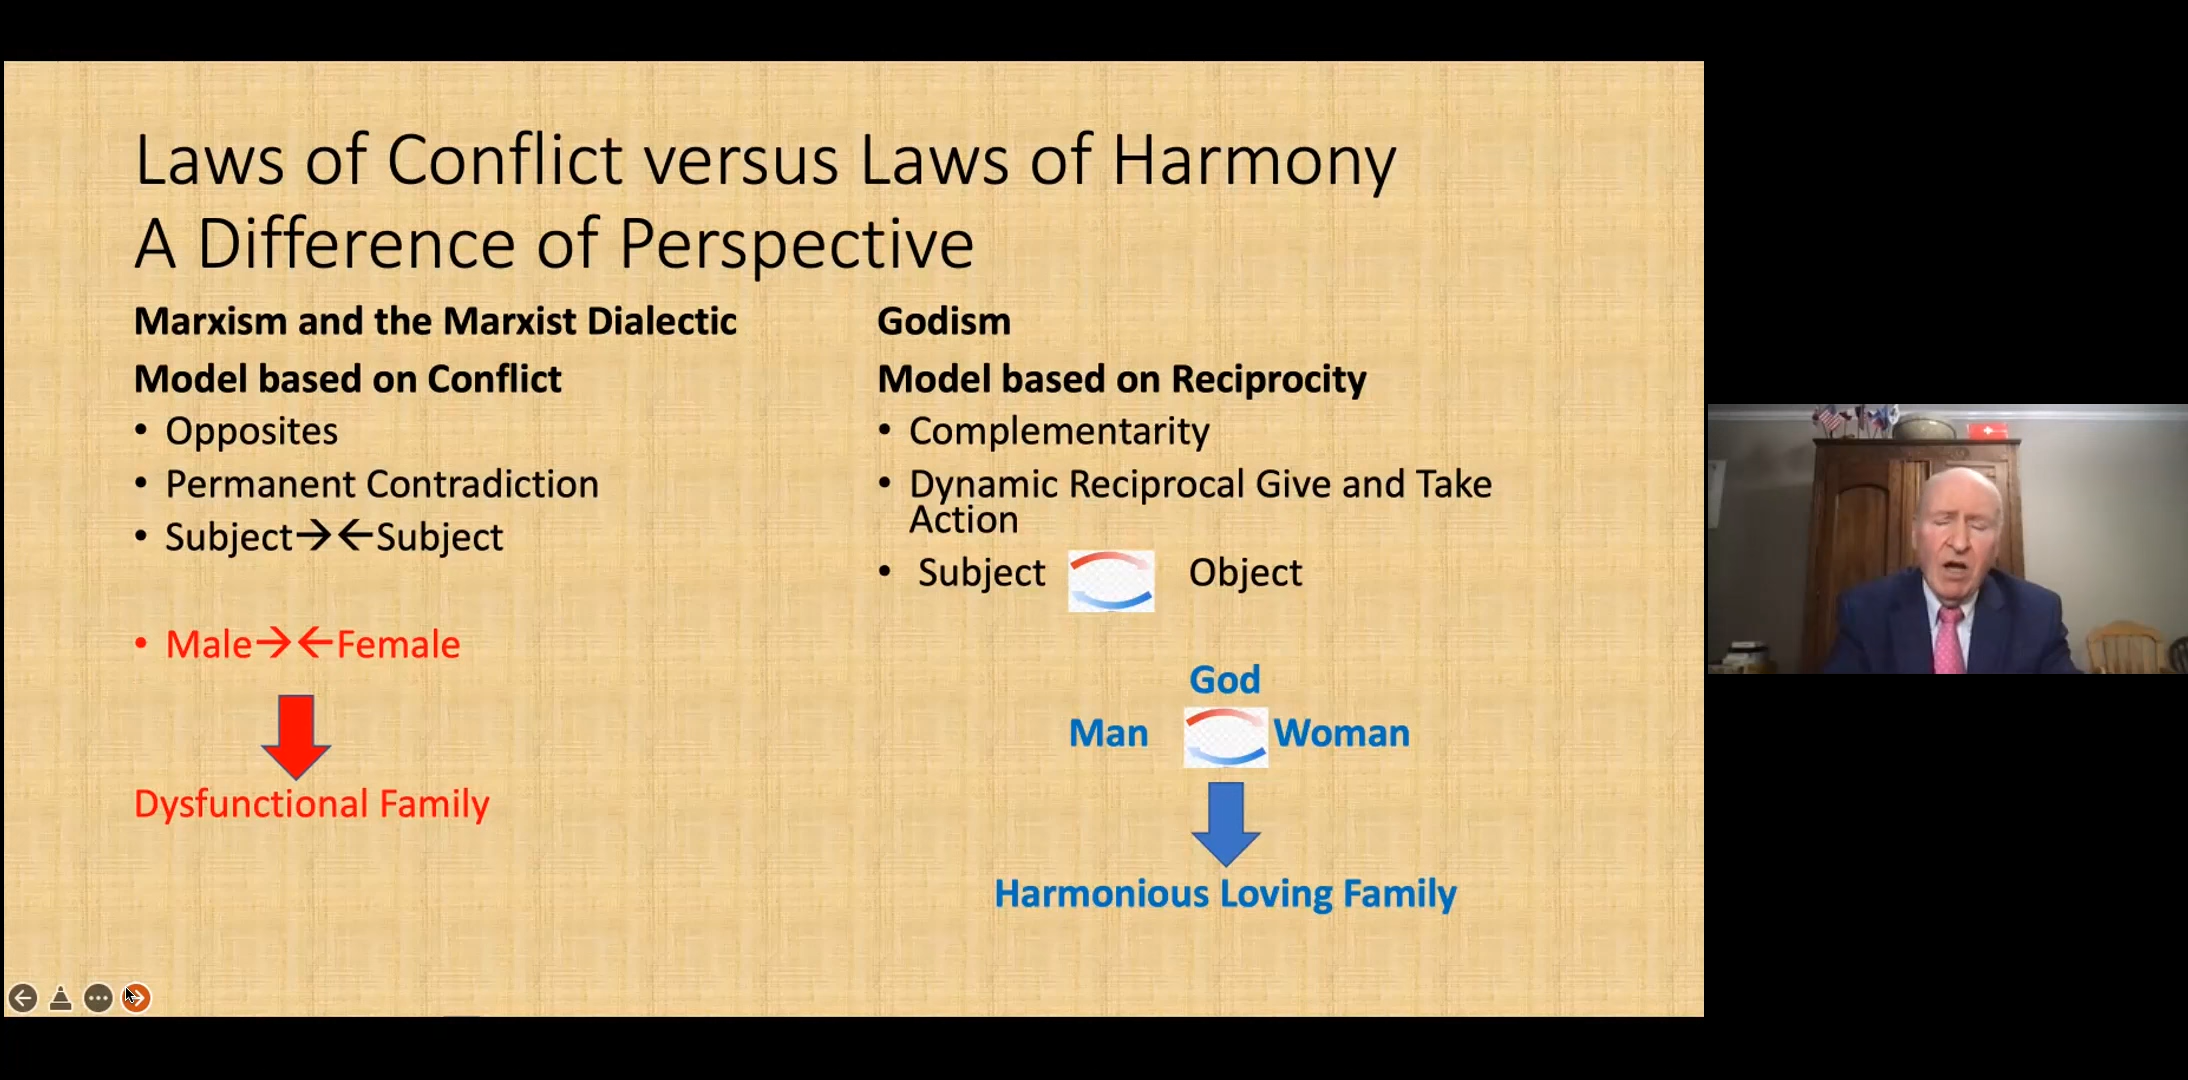 Laws of Conflict versus Laws of Harmony
A Difference of Perspective
Marxism and the Marxist Dialectic
Model based on Conflict
• Opposites
• Permanent Contradiction
• Subject→←Subject
• Male→←Female
Dysfunctional Family
Godism
Model based on Reciprocity
• Complementarity
• Dynamic Reciprocal Give and Take
Action
• Subject Object
God
Man Woman
Harmonious Loving Family